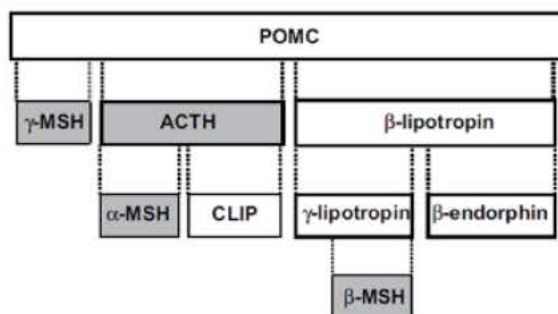 POMC
γ-MSH ACTH β-lipotropin
α-MSH CLIP γ-lipotropin β-endorphin
β-MSH